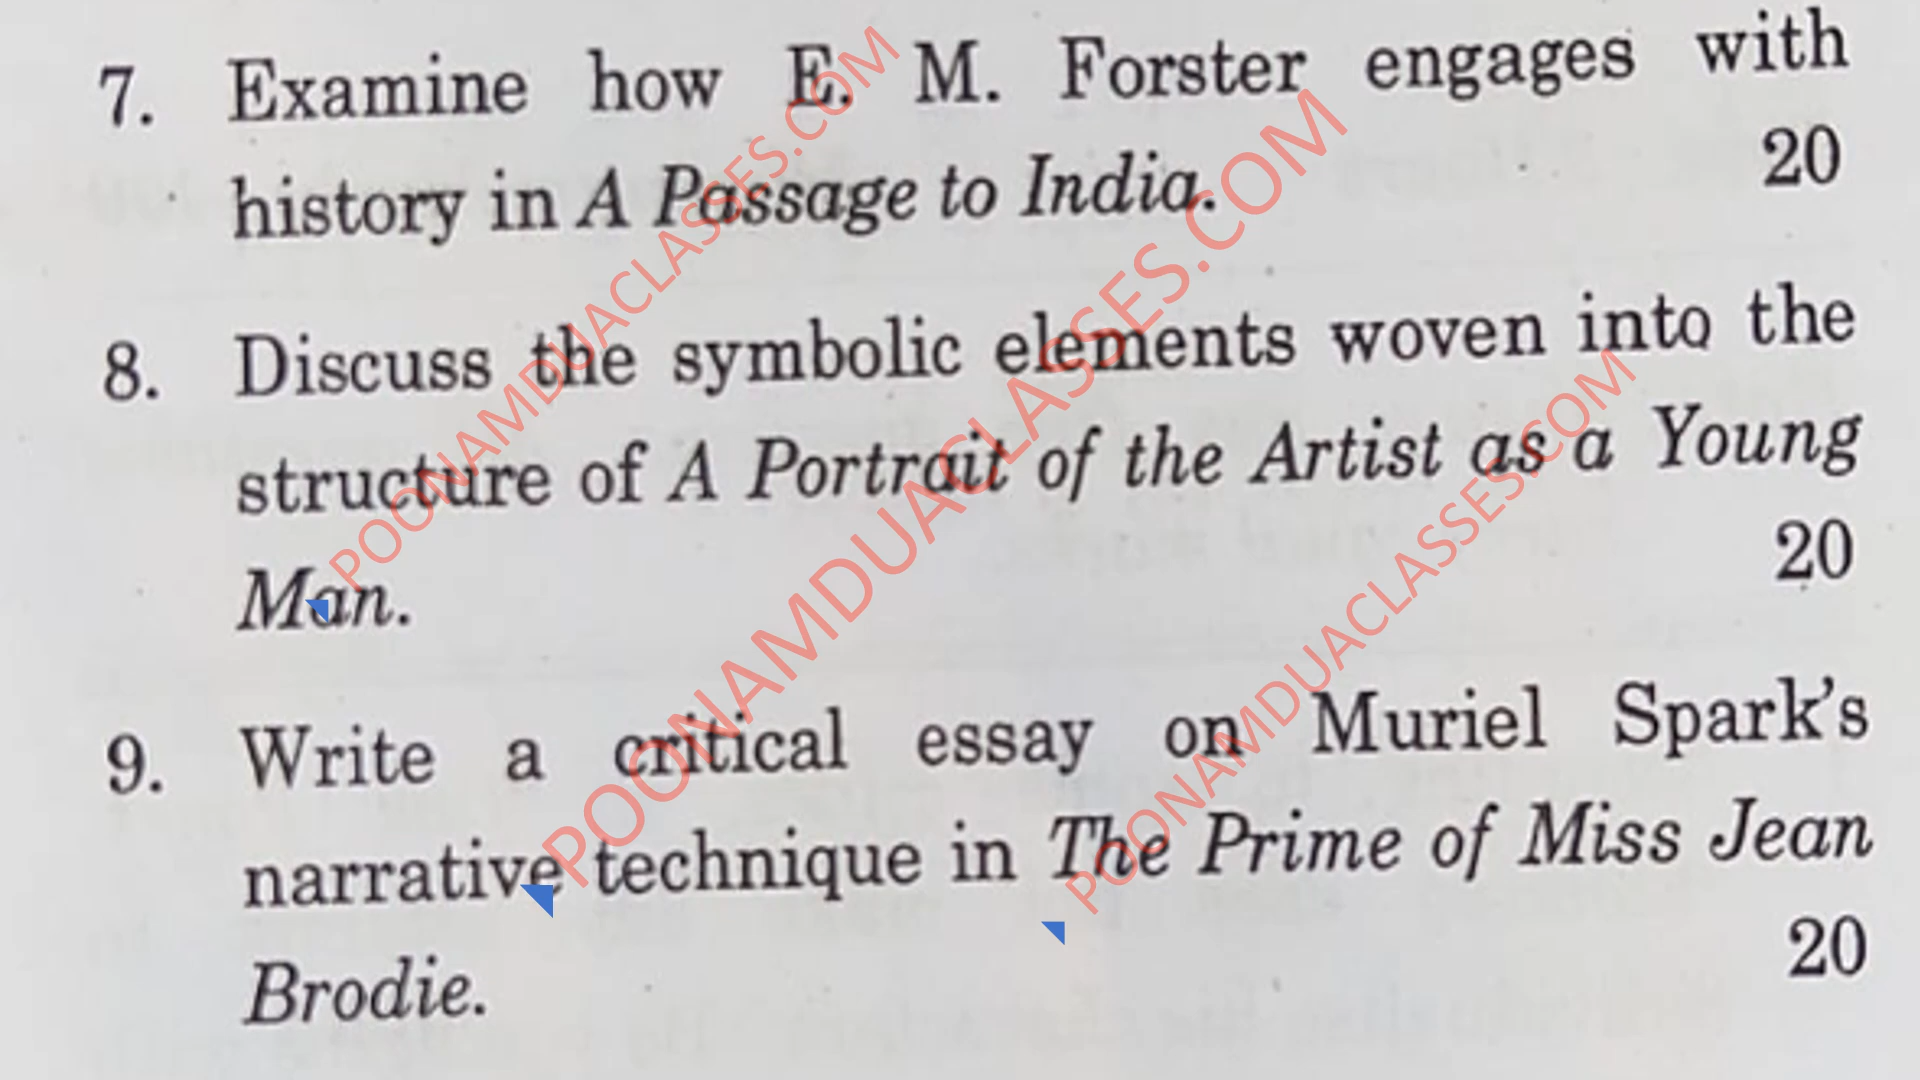 7. Examine how E. M. Forster engages with
history in A Passage to India. 20
8. Discuss the symbolic elements woven into the
structure of A Portrait of the Artist as a Young
Man. 20
9. Write a critical essay on Muriel Spark's
narrative technique in The Prime of Miss Jean
Brodie. 20
POONAMDUACLASSES.COM
POONAMDUACLASSES.COM
POONAMDUACLASSES.COM